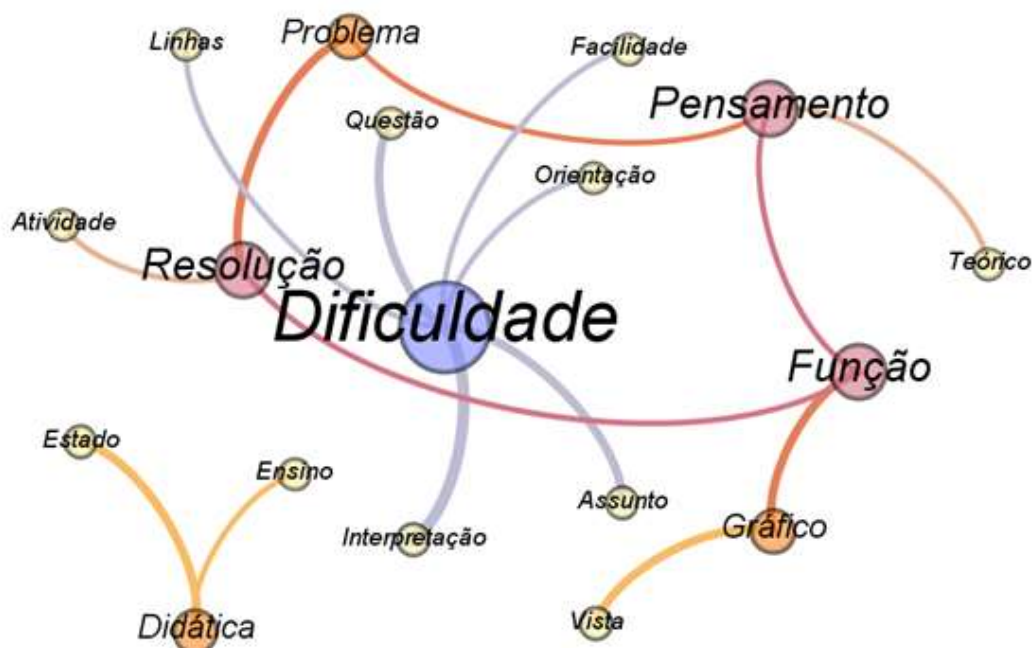 Linhas
Problema
Facilidade
Pensamento
Questão
Orientação
Atividade
Resolução
Teórico
Dificuldade
Função
Estado
Ensino
Assunto
Interpretação
Gráfico
Didática
Vista